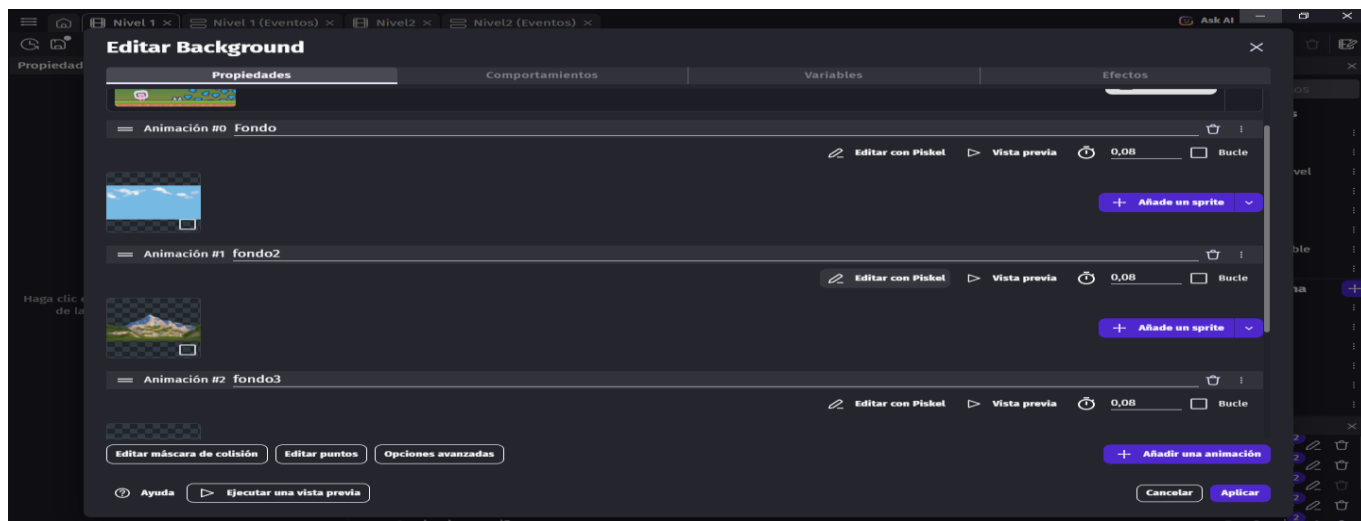 Nivel 1 × Nivel 1 (Eventos) × Nivel2 × Nivel2 (Eventos) × Ask AI
Editar Background
Propiedad
Propiedades Comportamientos Variables Efectos
os
Animación #0 Fondo
Editar con Piskel Vista previa 0,08 Bucle
vel
Añade un sprite
Animación #1 fondo2
ble
Editar con Piskel Vista previa 0,08 Bucle
na
Haga clic
de la
Añade un sprite
Animación #2 fondo3
Editar con Piskel Vista previa 0,08 Bucle
Editar máscara de colisión Editar puntos Opciones avanzadas Añadir una animación
Ayuda Ejecutar una vista previa Cancelar Aplicar